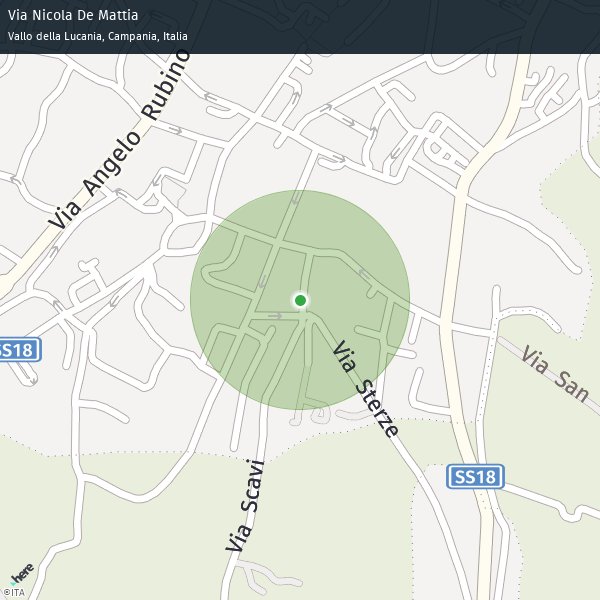 Via Nicola De Mattia
Vallo della Lucania, Campania, Italia
Via Angelo Rubino
SS18
Via Sterze
Via San
SS18
Via Scavi
here
©ITA